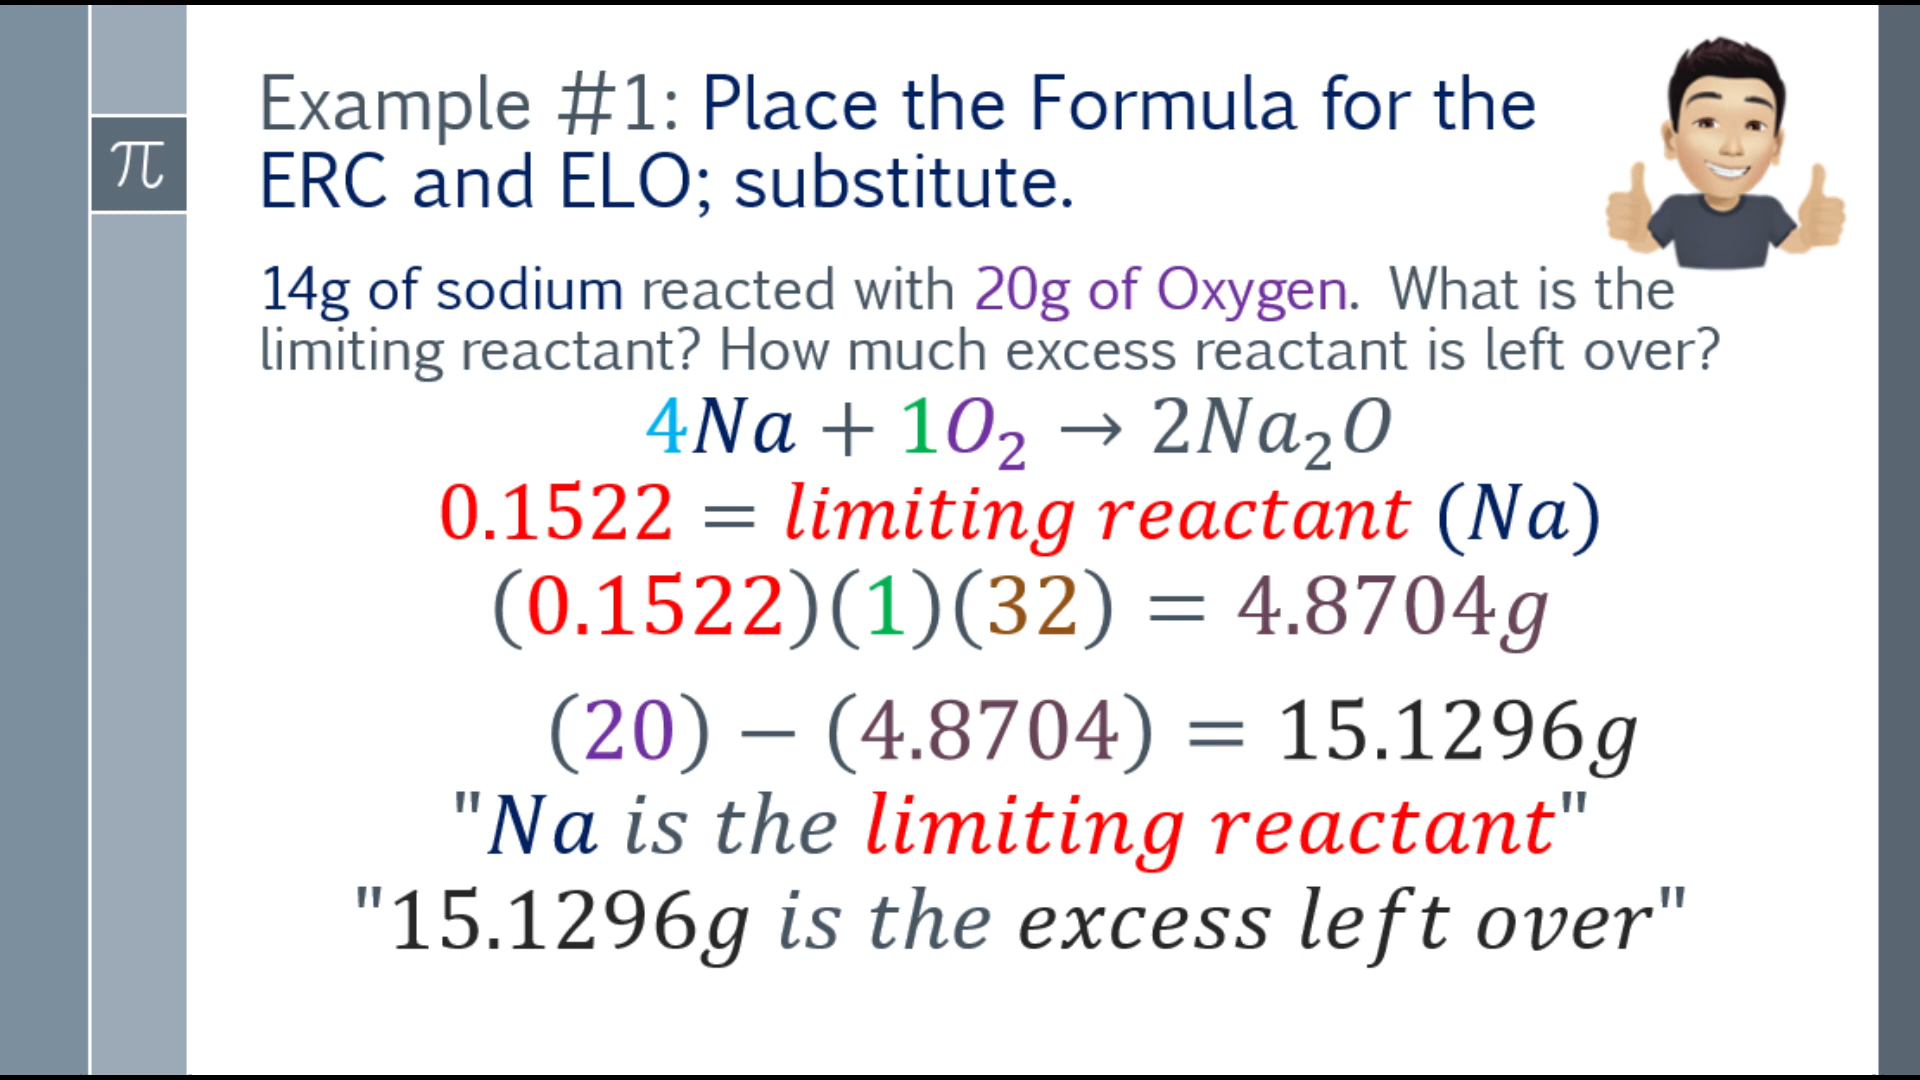 π
Example #1: Place the Formula for the
ERC and ELO; substitute.
14g of sodium reacted with 20g of Oxygen. What is the
limiting reactant? How much excess reactant is left over?
4Na + 1O₂ → 2Na₂O
0.1522 = limiting reactant (Na)
(0.1522)(1)(32) = 4.8704g
(20) − (4.8704) = 15.1296g
"Na is the limiting reactant"
"15.1296g is the excess left over"